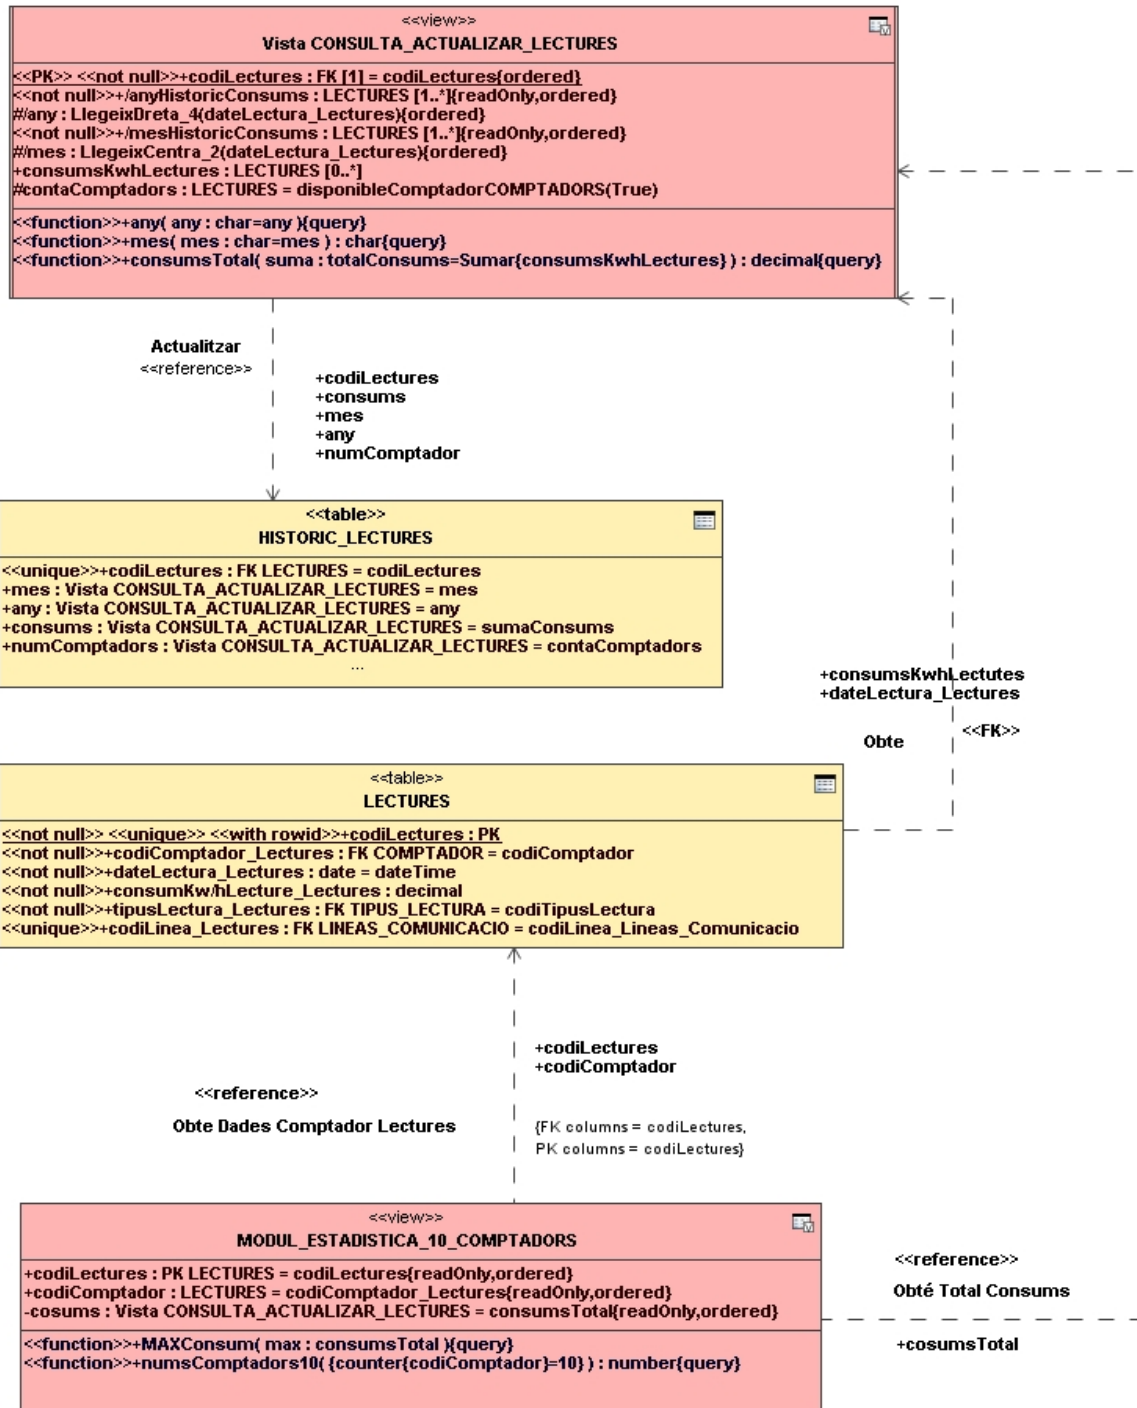 <<view>>
Vista CONSULTA_ACTUALIZAR_LECTURES
<<PK>> <<not null>>+codiLectures : FK [1] = codiLectures{ordered}
<<not null>>+/anyHistoricConsums : LECTURES [1..*]{readOnly,ordered}
#/any : LlegeixDreta_4(dateLectura_Lectures){ordered}
<<not null>>+/mesHistoricConsums : LECTURES [1..*]{readOnly,ordered}
#/mes : LlegeixCentra_2(dateLectura_Lectures){ordered}
+consumsKwhLectures : LECTURES [0..*]
#contaComptadors : LECTURES = disponibleComptadorCOMPTADORS(True)
<<function>>+any( any : char=any ){query}
<<function>>+mes( mes : char=mes ) : char{query}
<<function>>+consumsTotal( suma : totalConsums=Sumar{consumsKwhLectures} ) : decimal{query}
Actualitzar
<<reference>>
+codiLectures
+consums
+mes
+any
+numComptador
<<table>>
HISTORIC_LECTURES
<<unique>>+codiLectures : FK LECTURES = codiLectures
+mes : Vista CONSULTA_ACTUALIZAR_LECTURES = mes
+any : Vista CONSULTA_ACTUALIZAR_LECTURES = any
+consums : Vista CONSULTA_ACTUALIZAR_LECTURES = sumaConsums
+numComptadors : Vista CONSULTA_ACTUALIZAR_LECTURES = contaComptadors
...
+consumsKwhLectutes
+dateLectura_Lectures
<<FK>>
Obte
<<table>>
LECTURES
<<not null>> <<unique>> <<with rowid>>+codiLectures : PK
<<not null>>+codiComptador_Lectures : FK COMPTADOR = codiComptador
<<not null>>+dateLectura_Lectures : date = dateTime
<<not null>>+consumKw/hLecture_Lectures : decimal
<<not null>>+tipusLectura_Lectures : FK TIPUS_LECTURA = codiTipusLectura
<<unique>>+codiLinea_Lectures : FK LINEAS_COMUNICACIO = codiLinea_Lineas_Comunicacio
+codiLectures
+codiComptador
<<reference>>
Obte Dades Comptador Lectures
{FK columns = codiLectures,
PK columns = codiLectures}
<<view>>
MODUL_ESTADISTICA_10_COMPTADORS
+codiLectures : PK LECTURES = codiLectures{readOnly,ordered}
+codiComptador : LECTURES = codiComptador_Lectures{readOnly,ordered}
-cosums : Vista CONSULTA_ACTUALIZAR_LECTURES = consumsTotal{readOnly,ordered}
<<function>>+MAXConsum( max : consumsTotal ){query}
<<function>>+numsComptadors10( {counter{codiComptador}=10} ) : number{query}
<<reference>>
Obté Total Consums
+cosumsTotal